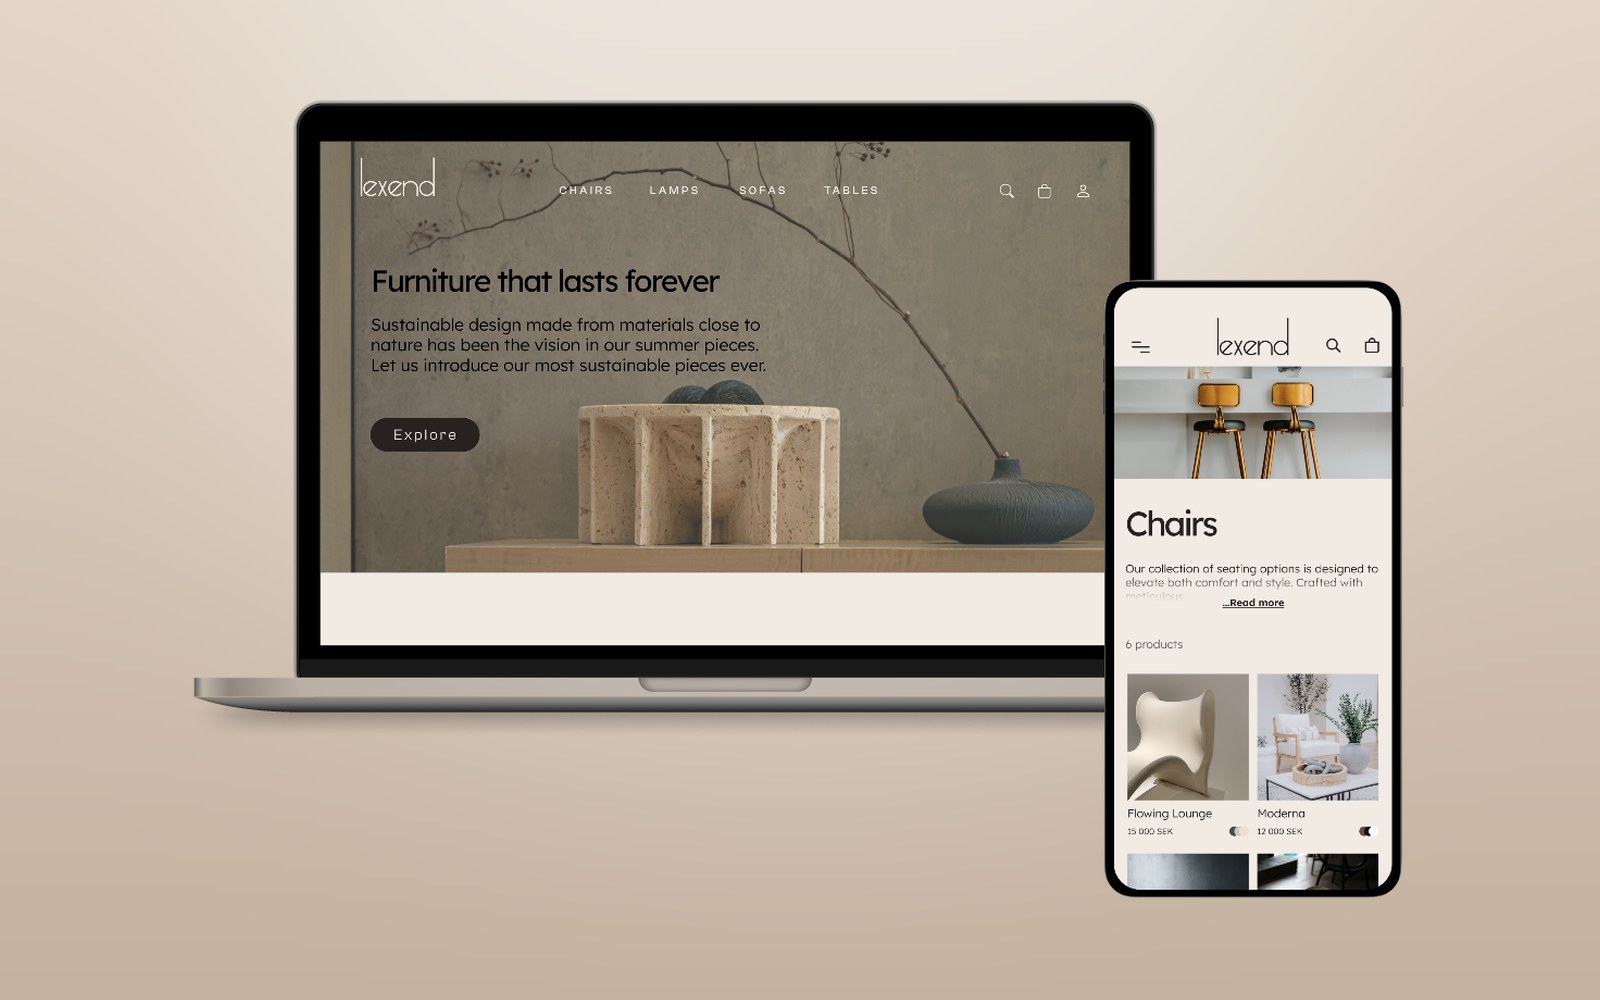 lexend
CHAIRS LAMPS SOFAS TABLES
Furniture that lasts forever
Sustainable design made from materials close to
nature has been the vision in our summer pieces.
Let us introduce our most sustainable pieces ever.
Explore
lexend
Chairs
Our collection of seating options is designed to
elevate both comfort and style. Crafted with
meticulous
...Read more
6 products
Flowing Lounge
15 000 SEK
Moderna
12 000 SEK